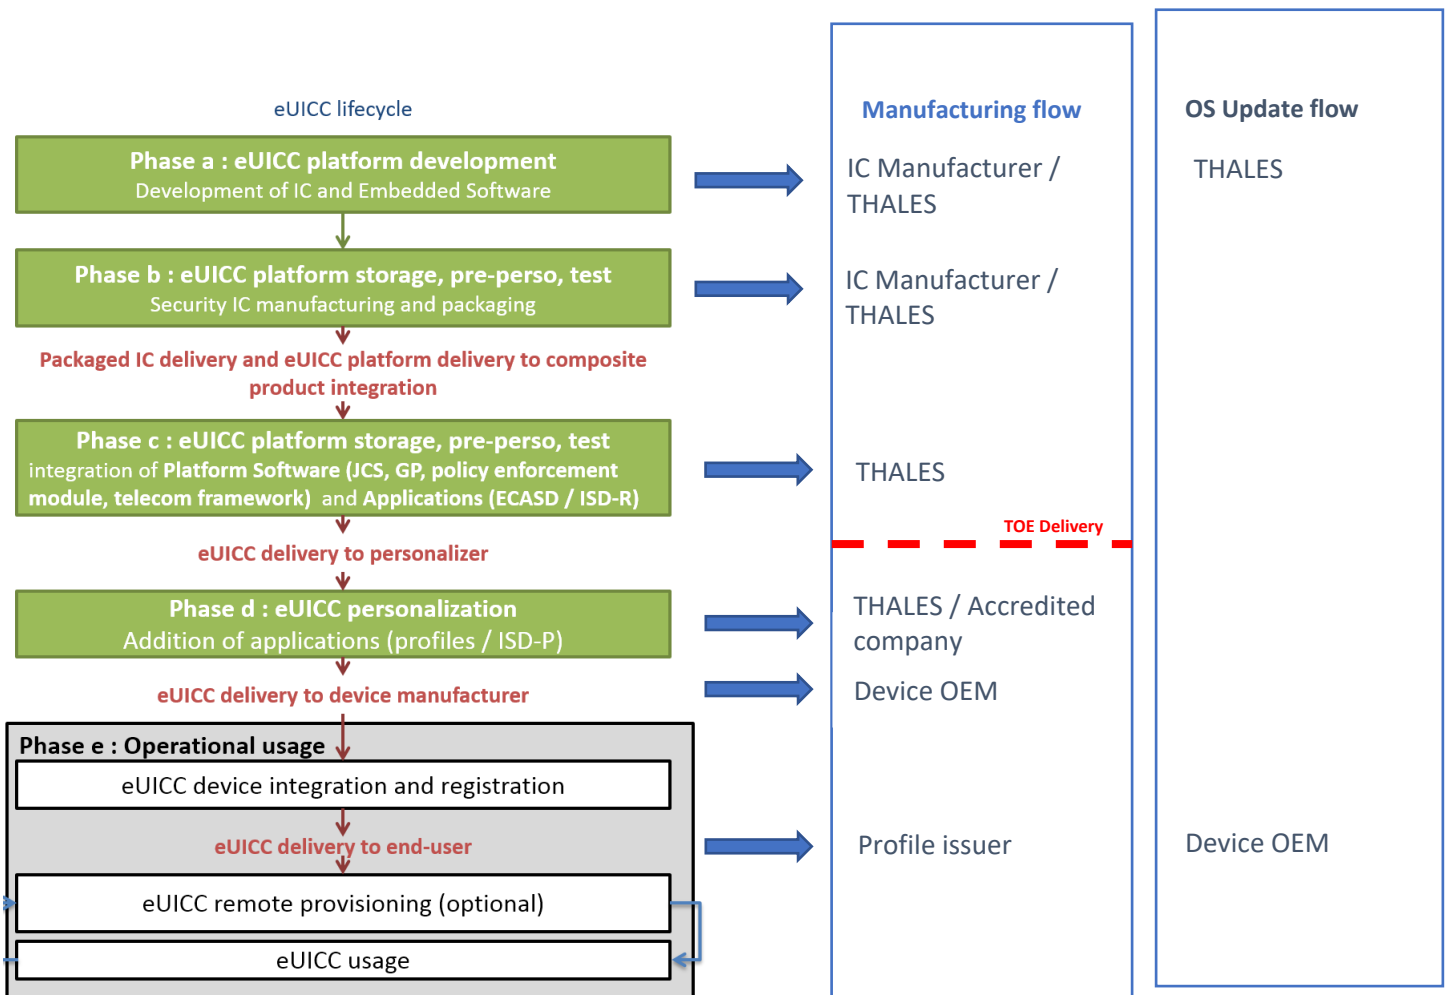 eUICC lifecycle
Manufacturing flow
OS Update flow
Phase a : eUICC platform development
Development of IC and Embedded Software
IC Manufacturer /
THALES
THALES
Phase b : eUICC platform storage, pre-perso, test
Security IC manufacturing and packaging
IC Manufacturer /
THALES
Packaged IC delivery and eUICC platform delivery to composite
product integration
Phase c : eUICC platform storage, pre-perso, test
integration of Platform Software (JCS, GP, policy enforcement
module, telecom framework) and Applications (ECASD / ISD-R)
THALES
TOE Delivery
eUICC delivery to personalizer
Phase d : eUICC personalization
Addition of applications (profiles / ISD-P)
THALES / Accredited
company
eUICC delivery to device manufacturer
Device OEM
Phase e : Operational usage
eUICC device integration and registration
eUICC delivery to end-user
Profile issuer
Device OEM
eUICC remote provisioning (optional)
eUICC usage